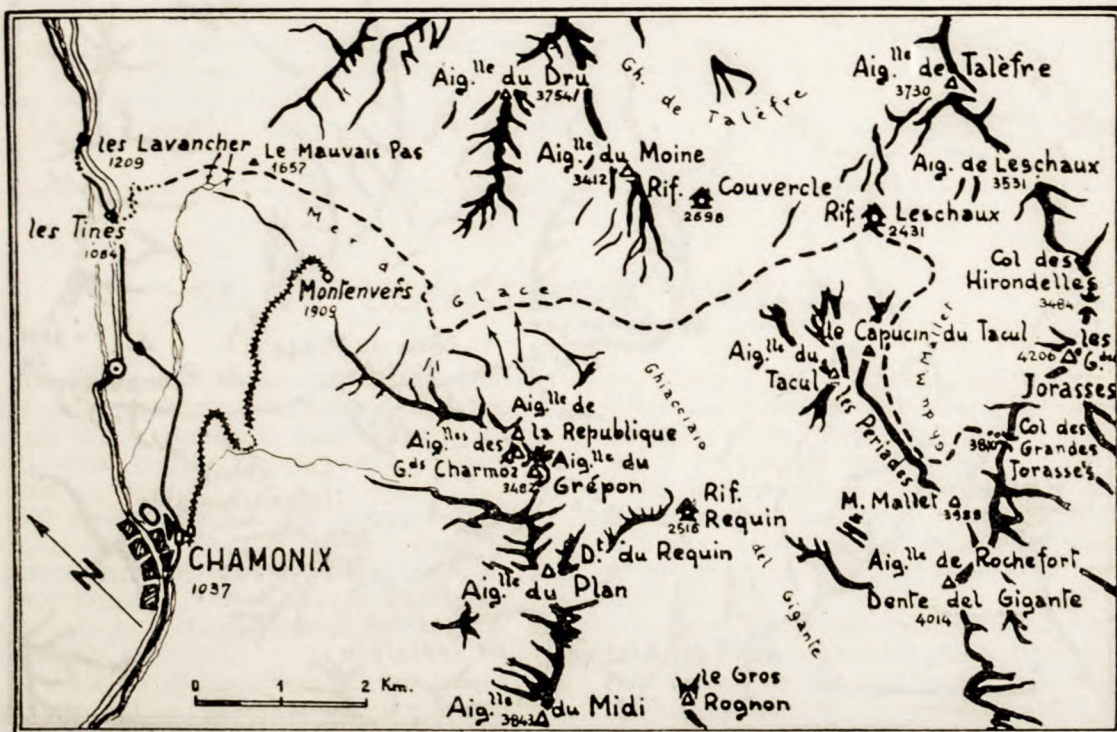 Aig.lle du Dru
3754
Gh. de Talèfre
Aig.lle de Talèfre
3730
les Lavancher
1209
Le Mauvais Pas
1657
Aig.lle du Moine
3412
Rif. Couvercle
2698
Aig. de Leschaux
3531
Rif. Leschaux
2431
les Tines
1084
Mer d. Glace
Montenvers
1909
Col des
Hirondelles
3484
le Capucin du Tacul
Aig.lle du
Tacul
les Periades
Gh. du M. Mallet
4206
les
G.des
Jorasses
Ghiacciaio del Gigante
Aig.lle de
la Republique
Aig.lles des
G.ds Charmoz
3482
Aig.lle du
Grépon
Col des
Grandes
Jorasses
M. Mallet
3988
Rif.
Requin
2516
D.t du Requin
CHAMONIX
1037
N
Aig.lle
du Plan
Aig.lle de Rochefort
Dente del Gigante
4014
0 1 2 Km.
le Gros
Rognon
Aig.lle
du Midi
3843